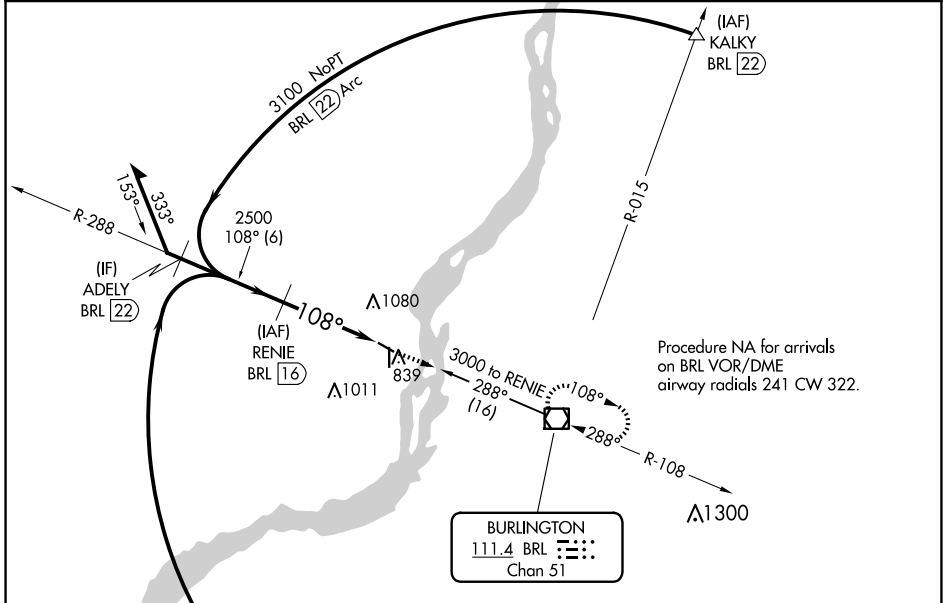 (IAF)
KALKY
BRL 22
3100 NoPT
BRL 22 Arc
R-015
333°
153°
R-288
2500
108° (6)
(IF)
ADELY
BRL 22
(IAF)
RENIE
BRL 16
108°
1080
839
1011
3000 to RENIE
288°
(16)
Procedure NA for arrivals
on BRL VOR/DME
airway radials 241 CW 322.
108°
288°
R-108
1300
BURLINGTON
111.4 BRL
Chan 51